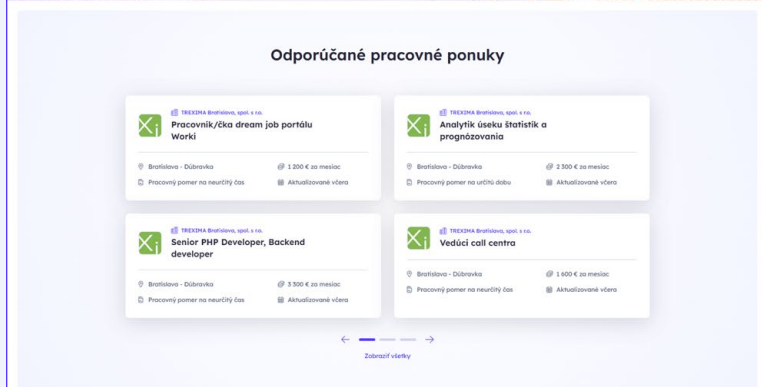 Odporúčané pracovné ponuky
TREXIMA Bratislava, spol. s r.o.
Pracovník/čka dream job portálu
Worki
Bratislava - Dúbravka
1 200 € za mesiac
Pracovný pomer na neurčitý čas
Aktualizované včera
TREXIMA Bratislava, spol. s r.o.
Analytik úseku štatistík a
prognózovania
Bratislava - Dúbravka
2 300 € za mesiac
Pracovný pomer na určitú dobu
Aktualizované včera
TREXIMA Bratislava, spol. s r.o.
Senior PHP Developer, Backend
developer
Bratislava - Dúbravka
3 300 € za mesiac
Pracovný pomer na neurčitý čas
Aktualizované včera
TREXIMA Bratislava, spol. s r.o.
Vedúci call centra
Bratislava - Dúbravka
1 600 € za mesiac
Pracovný pomer na neurčitý čas
Aktualizované včera
Zobraziť všetky